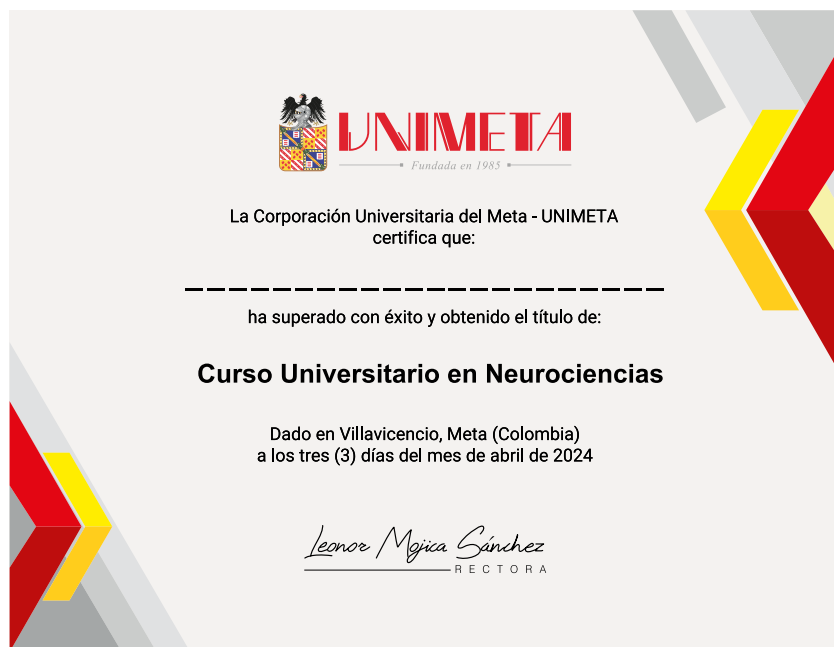 UNIMETA
Fundada en 1985
La Corporación Universitaria del Meta - UNIMETA
certifica que:
ha superado con éxito y obtenido el título de:
Curso Universitario en Neurociencias
Dado en Villavicencio, Meta (Colombia)
a los tres (3) días del mes de abril de 2024
Leonor Mojica Sánchez
RECTORA